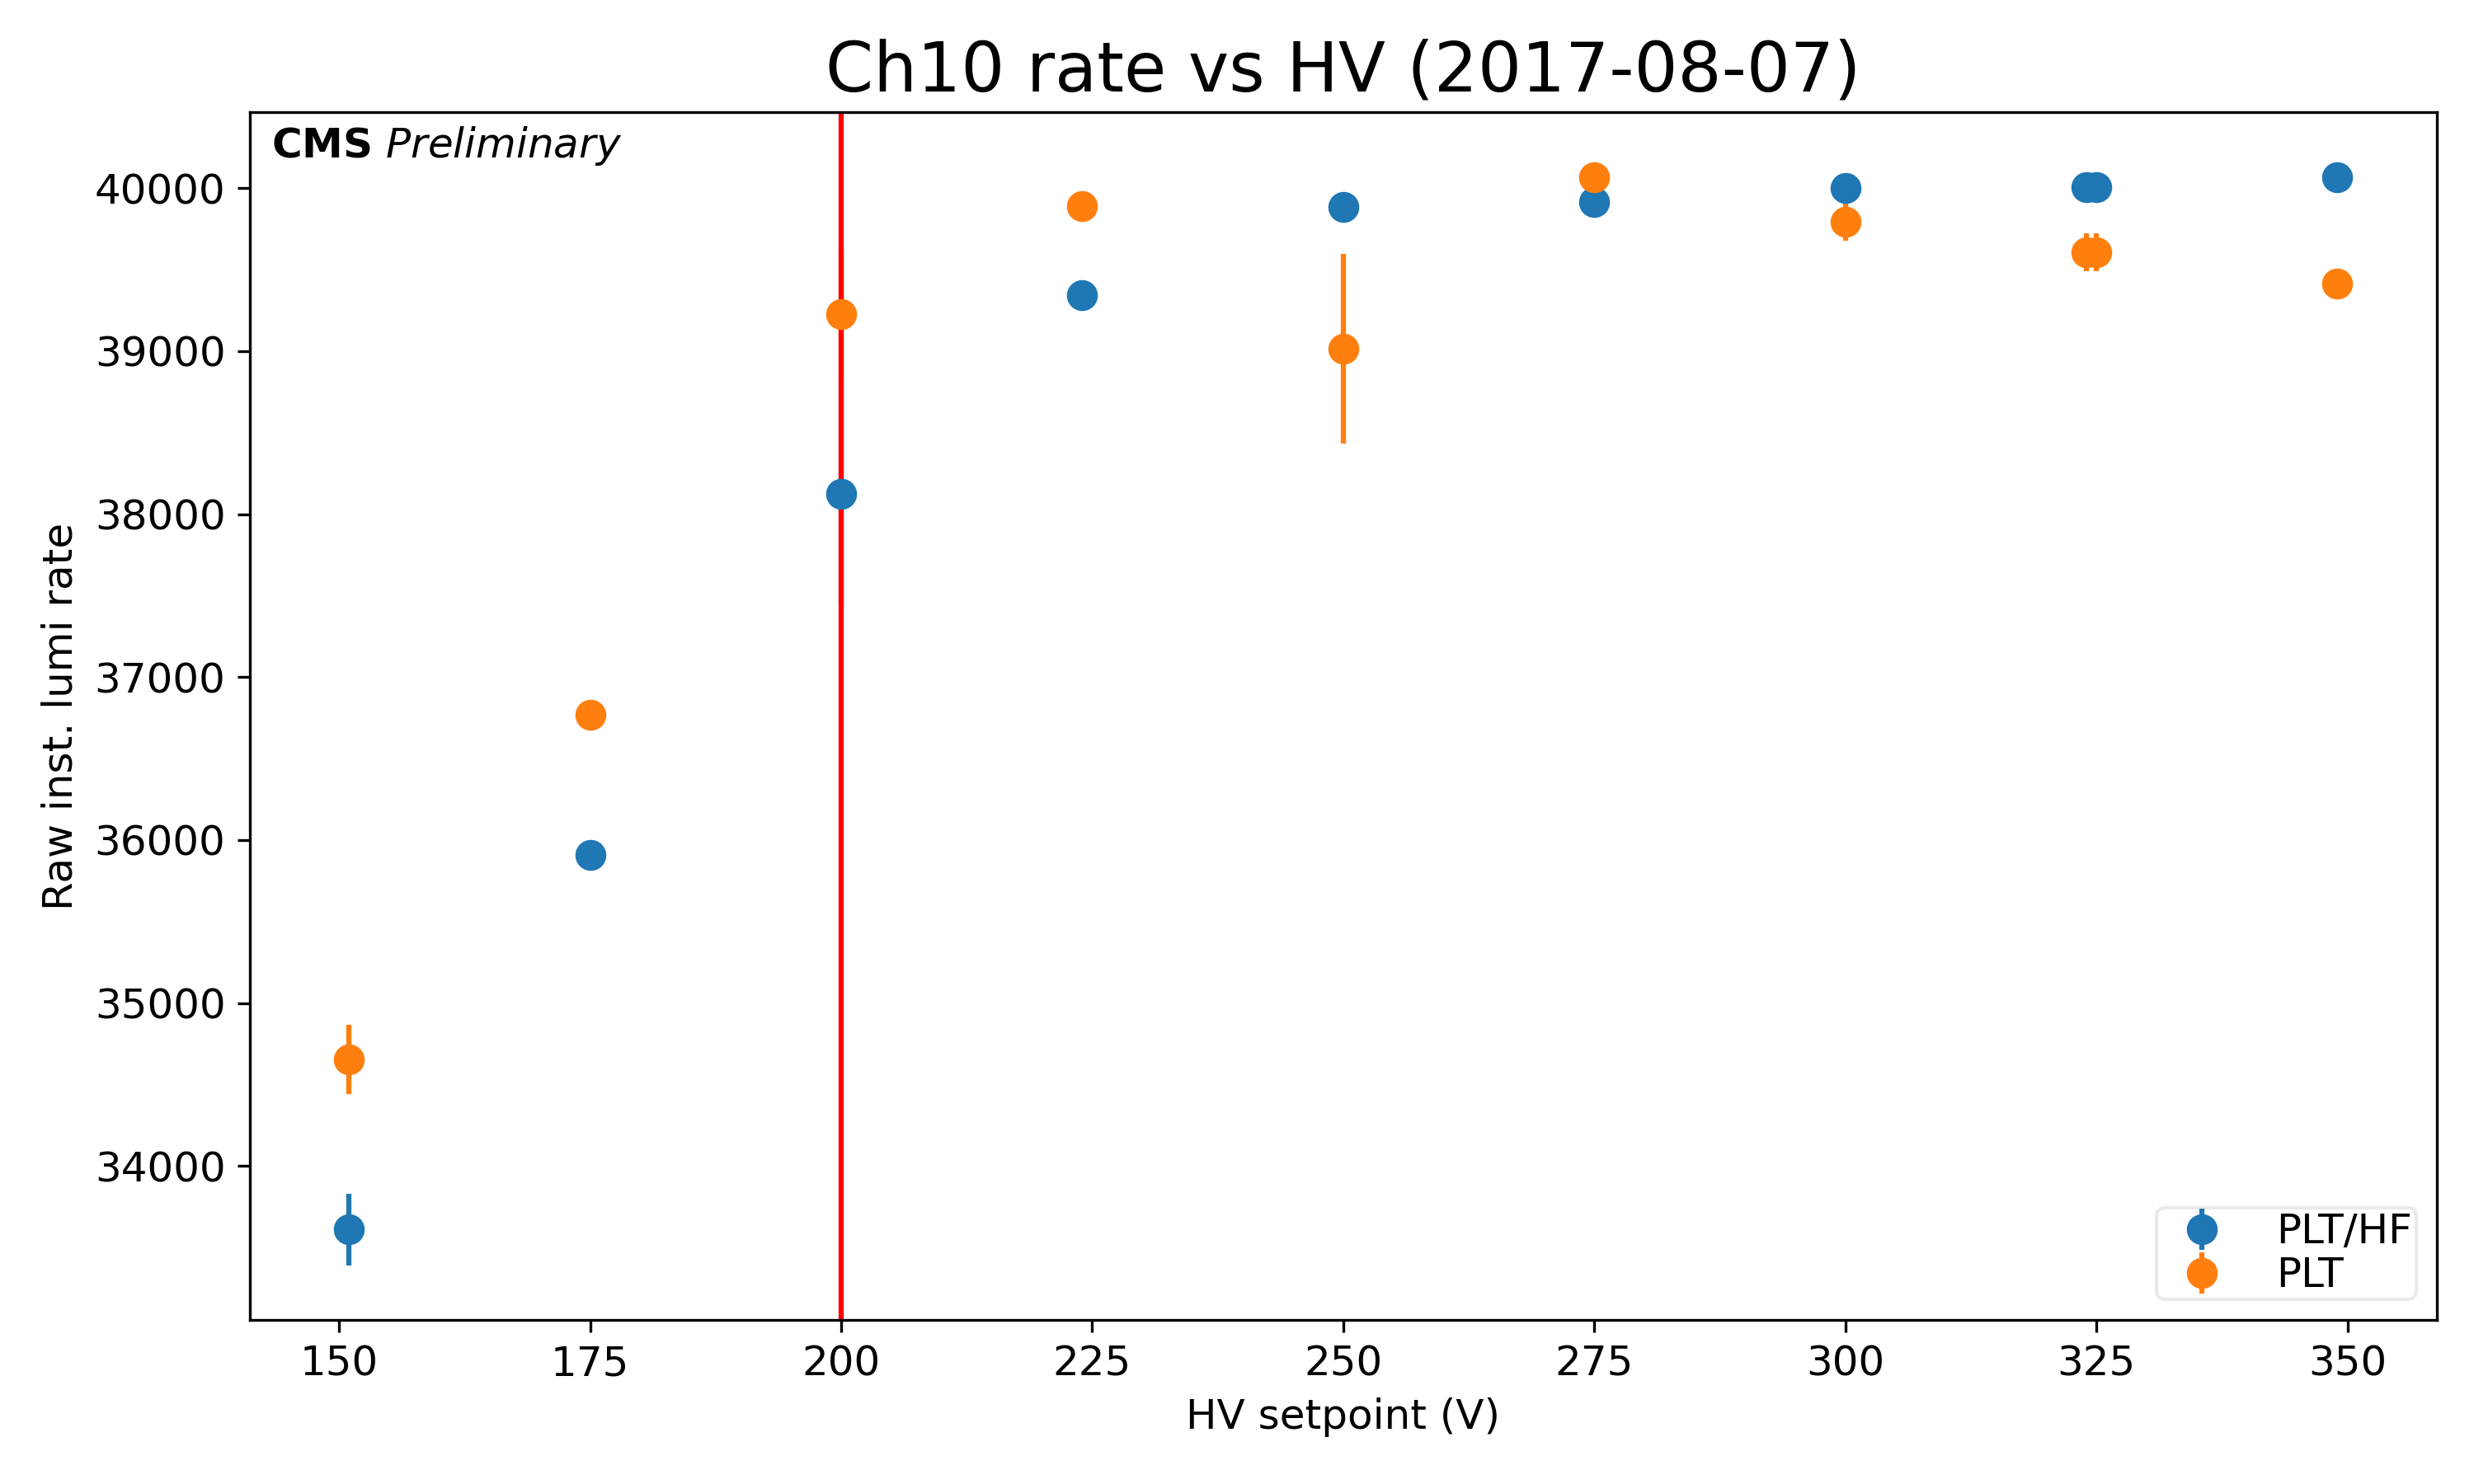 Ch10 rate vs HV (2017-08-07)
CMS Preliminary
40000
39000
38000
37000
36000
35000
34000
Raw inst. lumi rate
PLT/HF
PLT
150 175 200 225 250 275 300 325 350
HV setpoint (V)